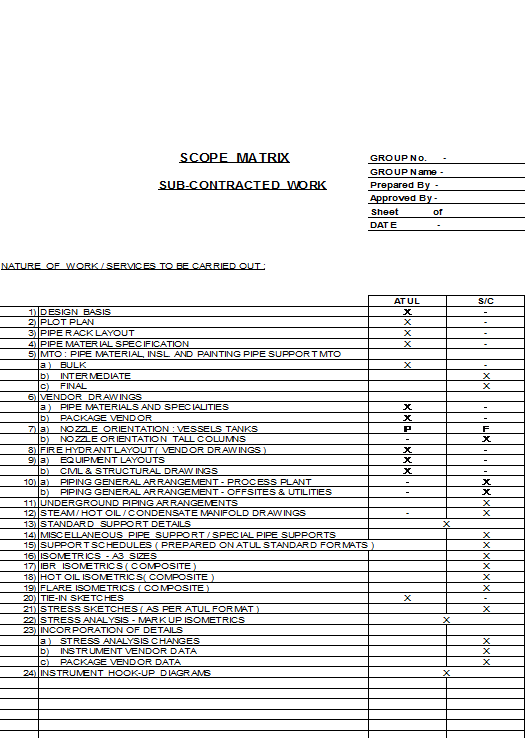 SCOPE MATRIX
SUB-CONTRACTED WORK
GROUP No. -
GROUP Name -
Prepared By -
Approved By -
Sheet of
DATE -
NATURE OF WORK / SERVICES TO BE CARRIED OUT :
ATUL S/C
1) DESIGN BASIS X -
2) PLOT PLAN X -
3) PIPE RACK LAYOUT X -
4) PIPE MATERIAL SPECIFICATION X -
5) MTO : PIPE MATERIAL, INSL. AND PAINTING PIPE SUPPORT MTO
a ) BULK X -
b) INTERMEDIATE X
c) FINAL X
6) VENDOR DRAWINGS
a ) PIPE MATERIALS AND SPECIALITIES X -
b) PACKAGE VENDOR X -
7) a) NOZZLE ORIENTATION : VESSELS TANKS P F
b) NOZZLE ORIENTATION TALL COLUMNS - X
8) FIRE HYDRANT LAYOUT ( VENDOR DRAWINGS ) X -
9) a) EQUIPMENT LAYOUTS X -
b) CIVIL & STRUCTURAL DRAWINGS X -
10) a) PIPING GENERAL ARRANGEMENT - PROCESS PLANT - X
b) PIPING GENERAL ARRANGEMENT - OFFSITES & UTILITIES - X
11) UNDERGROUND PIPING ARRANGEMENTS X
12) STEAM / HOT OIL / CONDENSATE MANIFOLD DRAWINGS - X
13) STANDARD SUPPORT DETAILS X
14) MISCELLANEOUS PIPE SUPPORT / SPECIAL PIPE SUPPORTS X
15) SUPPORT SCHEDULES ( PREPARED ON ATUL STANDARD FORMATS ) X
16) ISOMETRICS - A3 SIZES X
17) IBR ISOMETRICS ( COMPOSITE ) X
18) HOT OIL ISOMETRICS( COMPOSITE ) X
19) FLARE ISOMETRICS ( COMPOSITE ) X
20) TIE-IN SKETCHES X -
21) STRESS SKETCHES ( AS PER ATUL FORMAT ) X
22) STRESS ANALYSIS - MARK UP ISOMETRICS X
23) INCORPORATION OF DETAILS
a ) STRESS ANALYSIS CHANGES X
b) INSTRUMENT VENDOR DATA X
c) PACKAGE VENDOR DATA X
24) INSTRUMENT HOOK-UP DIAGRAMS X